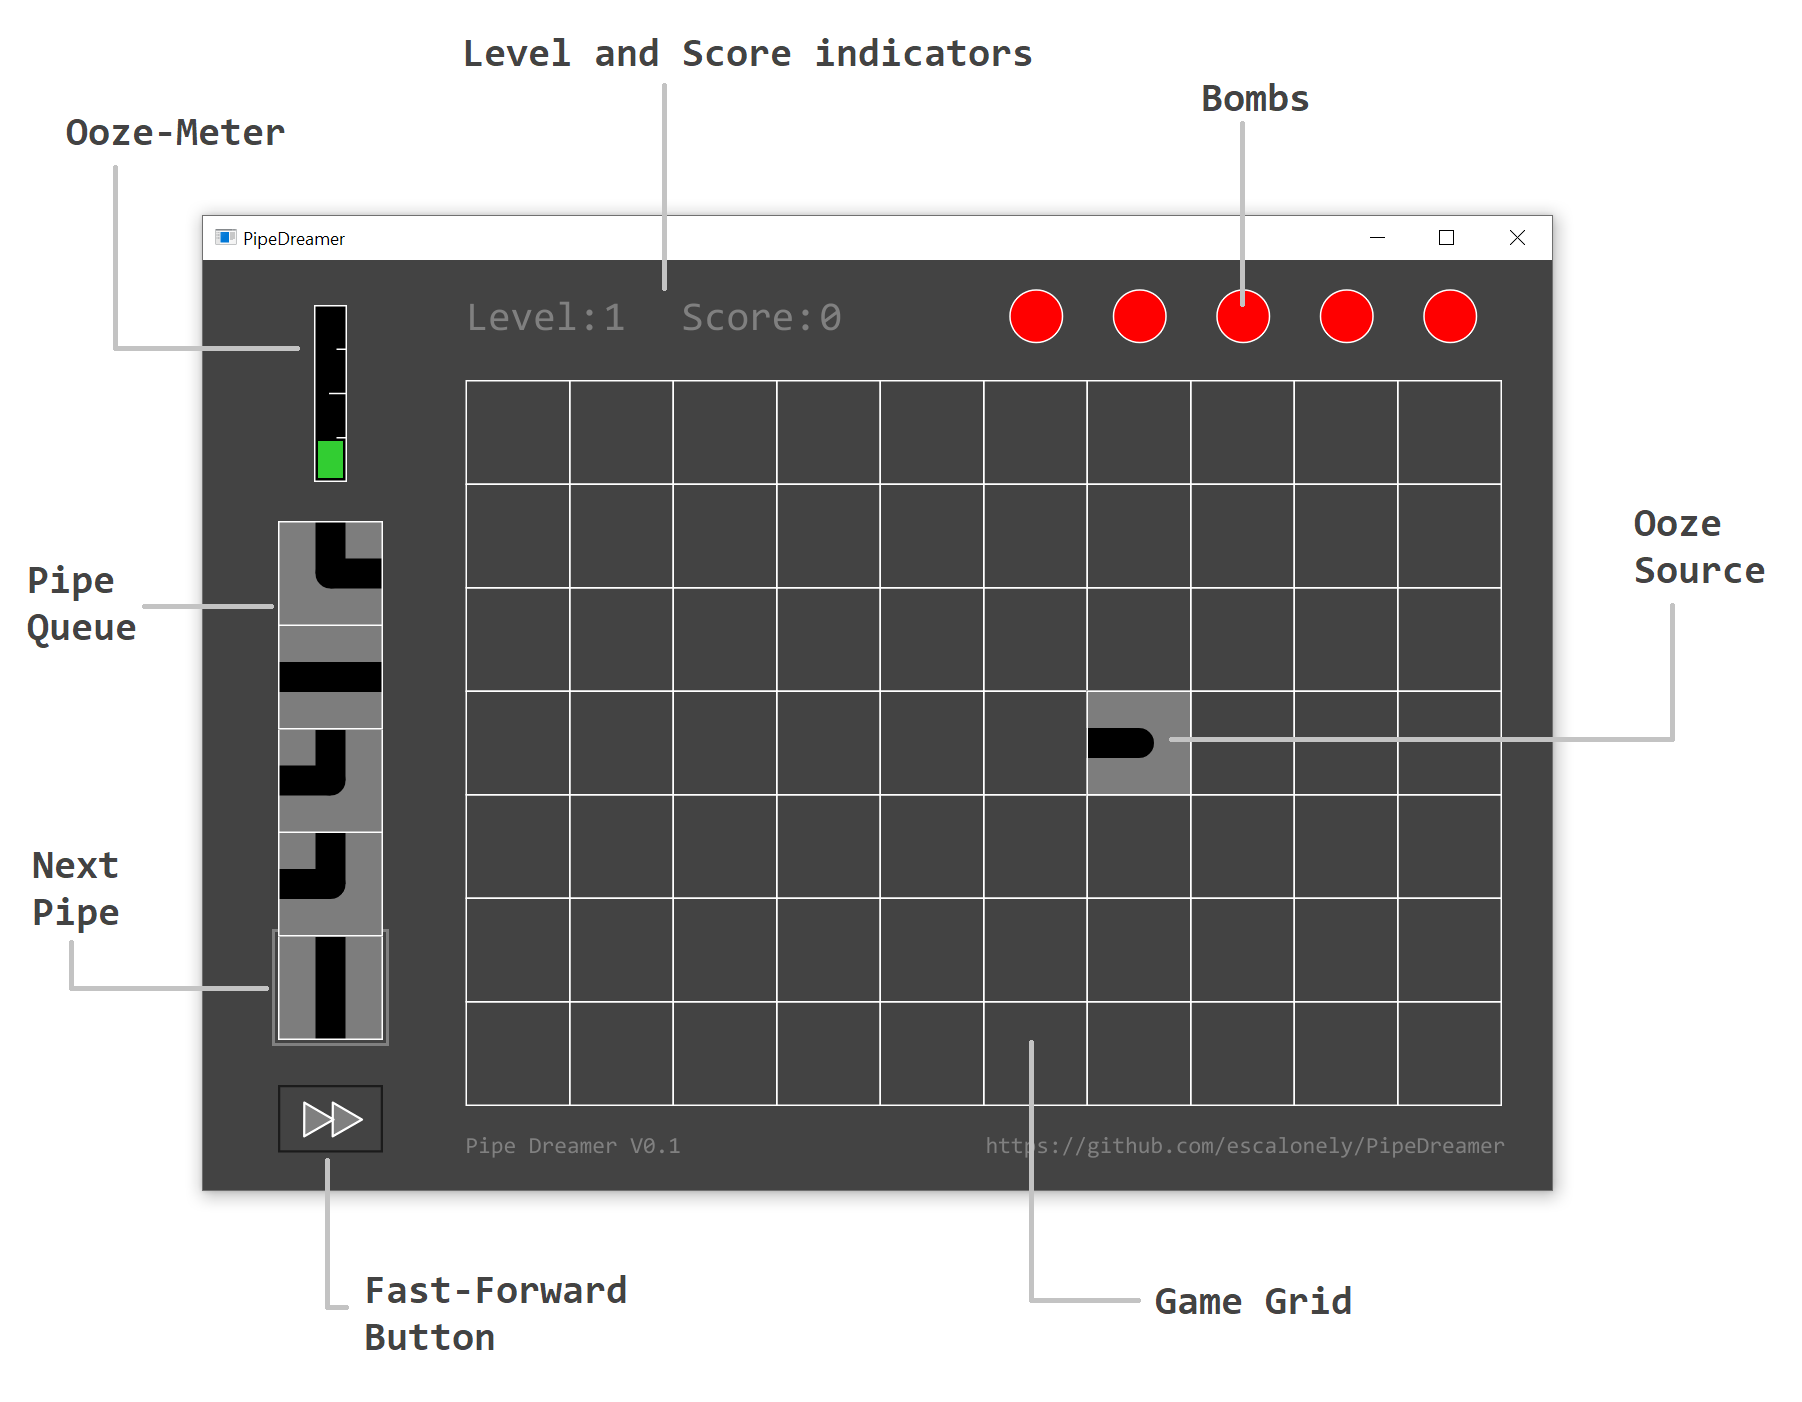 Level and Score indicators
Bombs
Ooze-Meter
PipeDreamer
Level:1 Score:0
Ooze
Source
Pipe
Queue
Next
Pipe
Pipe Dreamer V0.1
https://github.com/escalonely/PipeDreamer
Fast-Forward
Button
Game Grid